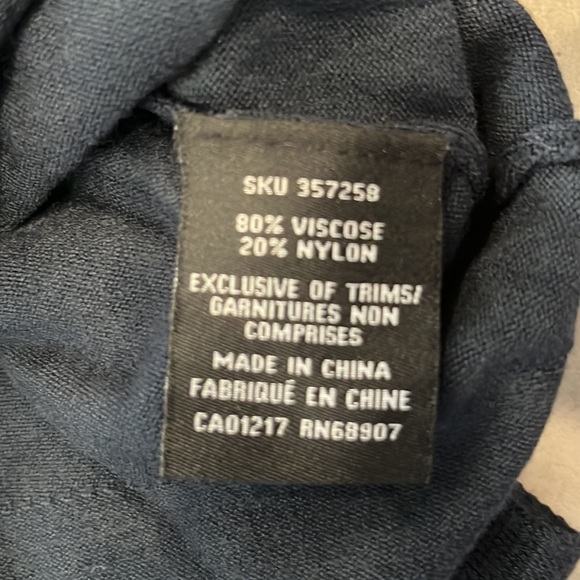 SKU 357258
80% VISCOSE
20% NYLON
EXCLUSIVE OF TRIMS/
GARNITURES NON
COMPRISES
MADE IN CHINA
FABRIQUÉ EN CHINE
CA01217 RN68907